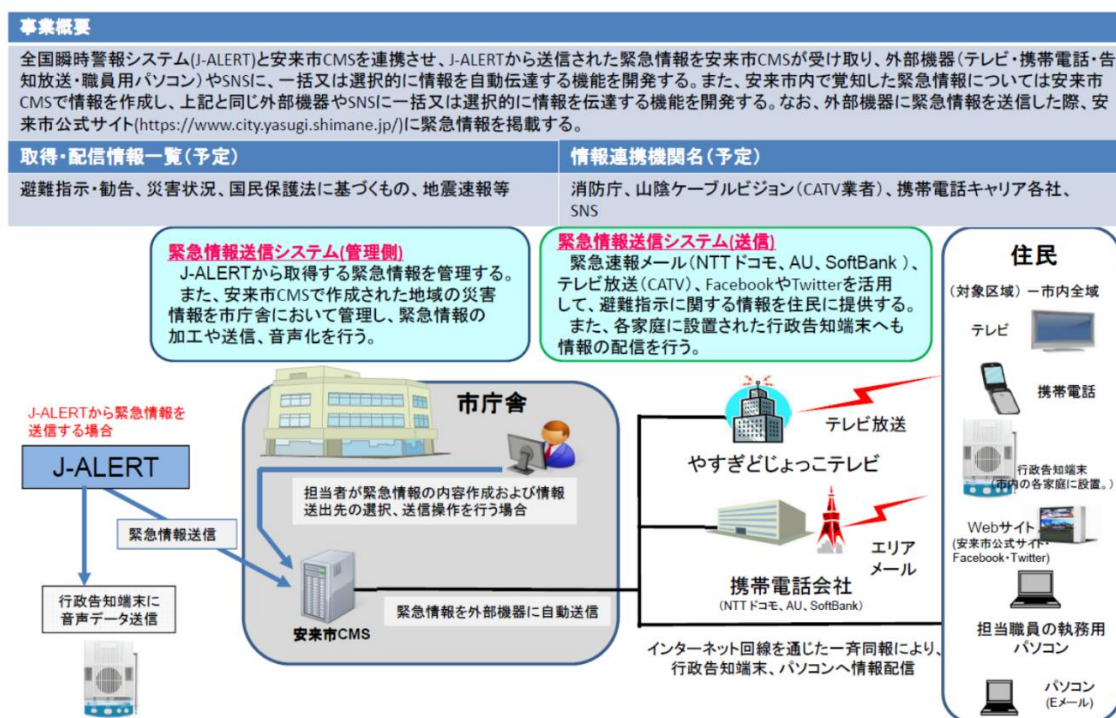 事業概要
全国瞬時警報システム(J-ALERT)と安来市CMSを連携させ、J-ALERTから送信された緊急情報を安来市CMSが受け取り、外部機器(テレビ・携帯電話・告
知放送・職員用パソコン)やSNSに、一括又は選択的に情報を自動伝達する機能を開発する。また、安来市内で覚知した緊急情報については安来市
CMSで情報を作成し、上記と同じ外部機器やSNSに一括又は選択的に情報を伝達する機能を開発する。なお、外部機器に緊急情報を送信した際、安
来市公式サイト(https://www.city.yasugi.shimane.jp/)に緊急情報を掲載する。
取得・配信情報一覧(予定)
避難指示・勧告、災害状況、国民保護法に基づくもの、地震速報等
情報連携機関名(予定)
消防庁、山陰ケーブルビジョン(CATV業者)、携帯電話キャリア各社、
SNS
緊急情報送信システム(管理側)
J-ALERTから取得する緊急情報を管理する。
また、安来市CMSで作成された地域の災害
情報を市庁舎において管理し、緊急情報の
加工や送信、音声化を行う。
緊急情報送信システム(送信)
緊急速報メール(NTTドコモ、AU、SoftBank )、
テレビ放送(CATV)、FacebookやTwitterを活用
して、避難指示に関する情報を住民に提供する。
また、各家庭に設置された行政告知端末へも
情報の配信を行う。
J-ALERTから緊急情報を
送信する場合
J-ALERT
緊急情報送信
行政告知端末に
音声データ送信
市庁舎
担当者が緊急情報の内容作成および情報
送出先の選択、送信操作を行う場合
安来市CMS
緊急情報を外部機器に自動送信
テレビ放送
やすぎどじょっこテレビ
エリア
メール
携帯電話会社
(NTTドコモ、AU、SoftBank)
インターネット回線を通じた一斉同報により、
行政告知端末、パソコンへ情報配信
住民
(対象区域)ー市内全域
テレビ
携帯電話
行政告知端末
(市内の各家庭に設置。)
Webサイト
(安来市公式サイト・
Facebook・Twitter)
担当職員の執務用
パソコン
パソコン
(Eメール)